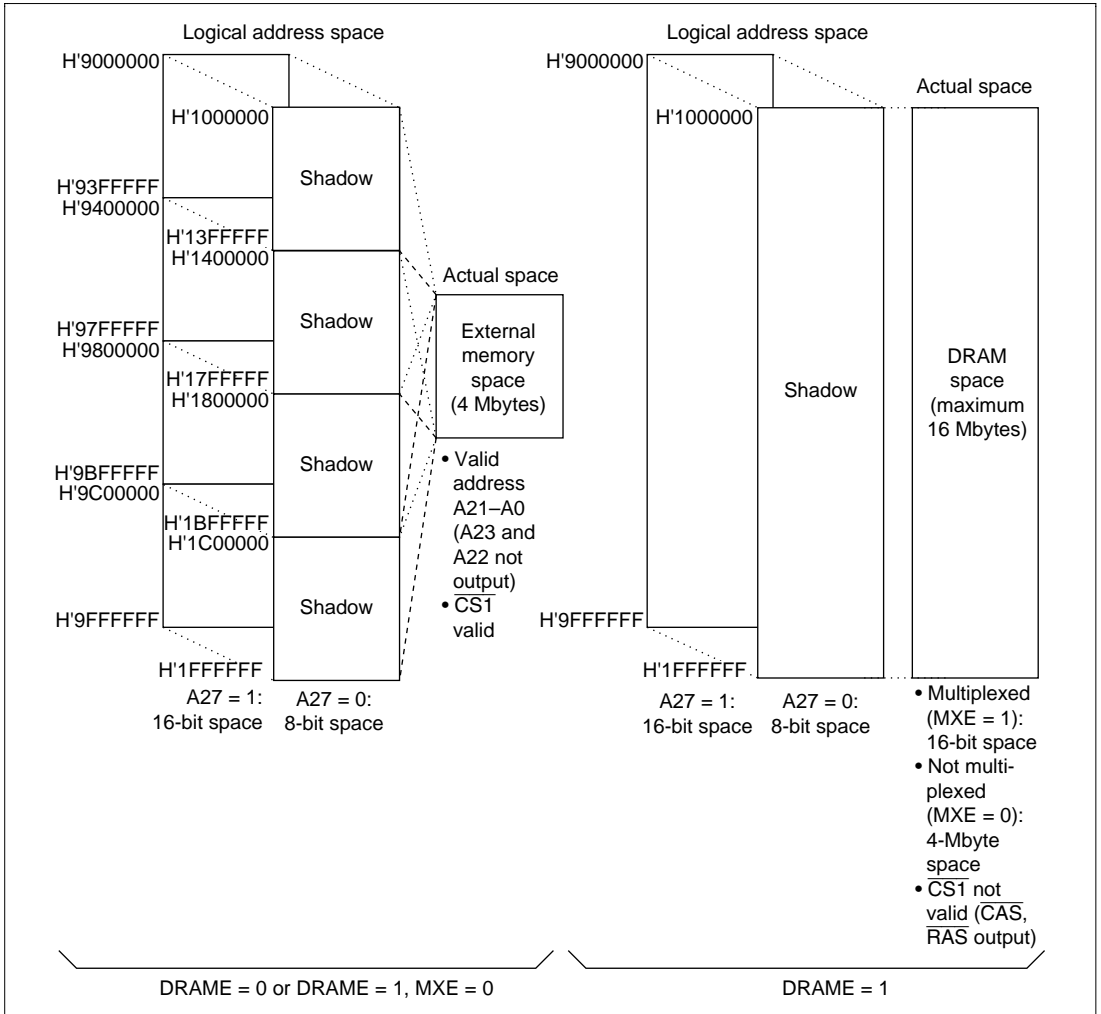 Logical address space
H'9000000
H'1000000
Shadow
H'93FFFFF
H'9400000
H'13FFFFF
H'1400000
Shadow
H'97FFFFF
H'9800000
H'17FFFFF
H'1800000
Shadow
H'9BFFFFF
H'9C00000
H'1BFFFFF
H'1C00000
Shadow
H'9FFFFFF
H'1FFFFFF
A27 = 1:
16-bit space
A27 = 0:
8-bit space
Actual space
External
memory
space
(4 Mbytes)
• Valid
address
A21–A0
(A23 and
A22 not
output)
• CS1
valid
DRAME = 0 or DRAME = 1, MXE = 0
Logical address space
H'9000000
H'1000000
Shadow
H'9FFFFFF
H'1FFFFFF
A27 = 1:
16-bit space
A27 = 0:
8-bit space
Actual space
DRAM
space
(maximum
16 Mbytes)
• Multiplexed
(MXE = 1):
16-bit space
• Not multi-
plexed
(MXE = 0):
4-Mbyte
space
• CS1 not
valid (CAS,
RAS output)
DRAME = 1